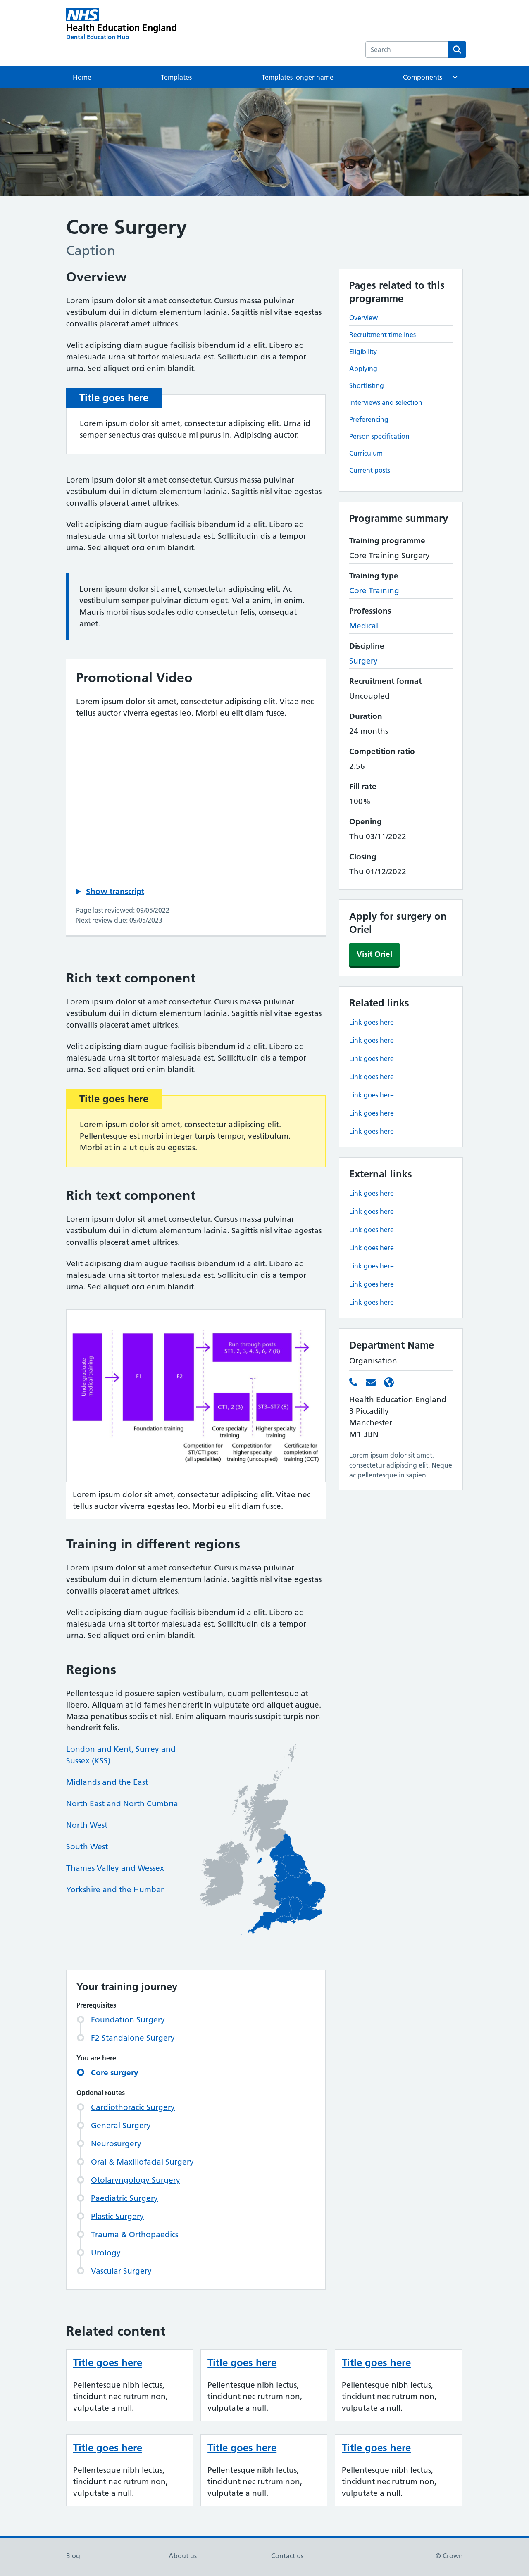 NHS
Health Education England
Dental Education Hub
Search
Home
Templates
Templates longer name
Components
Core Surgery
Caption
Overview
Lorem ipsum dolor sit amet consectetur. Cursus massa pulvinar
vestibulum dui in dictum elementum lacinia. Sagittis nisl vitae egestas
convallis placerat amet ultrices.
Velit adipiscing diam augue facilisis bibendum id a elit. Libero ac
malesuada urna sit tortor malesuada est. Sollicitudin dis a tempor
urna. Sed aliquet orci enim blandit.
Title goes here
Lorem ipsum dolor sit amet, consectetur adipiscing elit. Urna id
semper senectus cras quisque mi purus in. Adipiscing auctor.
Lorem ipsum dolor sit amet consectetur. Cursus massa pulvinar
vestibulum dui in dictum elementum lacinia. Sagittis nisl vitae egestas
convallis placerat amet ultrices.
Velit adipiscing diam augue facilisis bibendum id a elit. Libero ac
malesuada urna sit tortor malesuada est. Sollicitudin dis a tempor
urna. Sed aliquet orci enim blandit.
Lorem ipsum dolor sit amet, consectetur adipiscing elit. Ac
vestibulum semper pulvinar dictum eget. Vel a enim, in enim.
Mauris morbi risus sodales odio consectetur felis, consequat
amet.
Promotional Video
Lorem ipsum dolor sit amet, consectetur adipiscing elit. Vitae nec
tellus auctor viverra egestas leo. Morbi eu elit diam fusce.
Show transcript
Page last reviewed: 09/05/2022
Next review due: 09/05/2023
Rich text component
Lorem ipsum dolor sit amet consectetur. Cursus massa pulvinar
vestibulum dui in dictum elementum lacinia. Sagittis nisl vitae egestas
convallis placerat amet ultrices.
Velit adipiscing diam augue facilisis bibendum id a elit. Libero ac
malesuada urna sit tortor malesuada est. Sollicitudin dis a tempor
urna. Sed aliquet orci enim blandit.
Title goes here
Lorem ipsum dolor sit amet, consectetur adipiscing elit.
Pellentesque est morbi integer turpis tempor, vestibulum.
Morbi et in a ut quis eu egestas.
Rich text component
Lorem ipsum dolor sit amet consectetur. Cursus massa pulvinar
vestibulum dui in dictum elementum lacinia. Sagittis nisl vitae egestas
convallis placerat amet ultrices.
Velit adipiscing diam augue facilisis bibendum id a elit. Libero ac
malesuada urna sit tortor malesuada est. Sollicitudin dis a tempor
urna. Sed aliquet orci enim blandit.
Undergraduate
medical training
F1
F2
Run through posts
ST1, 2, 3, 4, 5, 6, 7 (8)
CT1, 2 (3)
ST3–ST7 (8)
Foundation training
Core specialty
training
Higher specialty
training
Competition for
ST/CTI post
(all specialties)
Competition for
higher specialty
training (uncoupled)
Certificate for
completion of
training (CCT)
Lorem ipsum dolor sit amet, consectetur adipiscing elit. Vitae nec
tellus auctor viverra egestas leo. Morbi eu elit diam fusce.
Training in different regions
Lorem ipsum dolor sit amet consectetur. Cursus massa pulvinar
vestibulum dui in dictum elementum lacinia. Sagittis nisl vitae egestas
convallis placerat amet ultrices.
Velit adipiscing diam augue facilisis bibendum id a elit. Libero ac
malesuada urna sit tortor malesuada est. Sollicitudin dis a tempor
urna. Sed aliquet orci enim blandit.
Regions
Pellentesque id posuere sapien vestibulum, quam pellentesque at
libero. Aliquam at id fames hendrerit in vulputate orci aliquet augue.
Massa penatibus sociis et nisl. Enim aliquam mauris suscipit turpis non
hendrerit felis.
London and Kent, Surrey and
Sussex (KSS)
Midlands and the East
North East and North Cumbria
North West
South West
Thames Valley and Wessex
Yorkshire and the Humber
Your training journey
Prerequisites
Foundation Surgery
F2 Standalone Surgery
You are here
Core surgery
Optional routes
Cardiothoracic Surgery
General Surgery
Neurosurgery
Oral & Maxillofacial Surgery
Otolaryngology Surgery
Paediatric Surgery
Plastic Surgery
Trauma & Orthopaedics
Urology
Vascular Surgery
Pages related to this
programme
Overview
Recruitment timelines
Eligibility
Applying
Shortlisting
Interviews and selection
Preferencing
Person specification
Curriculum
Current posts
Programme summary
Training programme
Core Training Surgery
Training type
Core Training
Professions
Medical
Discipline
Surgery
Recruitment format
Uncoupled
Duration
24 months
Competition ratio
2.56
Fill rate
100%
Opening
Thu 03/11/2022
Closing
Thu 01/12/2022
Apply for surgery on
Oriel
Visit Oriel
Related links
Link goes here
Link goes here
Link goes here
Link goes here
Link goes here
Link goes here
Link goes here
External links
Link goes here
Link goes here
Link goes here
Link goes here
Link goes here
Link goes here
Link goes here
Department Name
Organisation
Health Education England
3 Piccadilly
Manchester
M1 3BN
Lorem ipsum dolor sit amet,
consectetur adipiscing elit. Neque
ac pellentesque in sapien.
Related content
Title goes here
Pellentesque nibh lectus,
tincidunt nec rutrum non,
vulputate a null.
Title goes here
Pellentesque nibh lectus,
tincidunt nec rutrum non,
vulputate a null.
Title goes here
Pellentesque nibh lectus,
tincidunt nec rutrum non,
vulputate a null.
Title goes here
Pellentesque nibh lectus,
tincidunt nec rutrum non,
vulputate a null.
Title goes here
Pellentesque nibh lectus,
tincidunt nec rutrum non,
vulputate a null.
Title goes here
Pellentesque nibh lectus,
tincidunt nec rutrum non,
vulputate a null.
Blog
About us
Contact us
© Crown